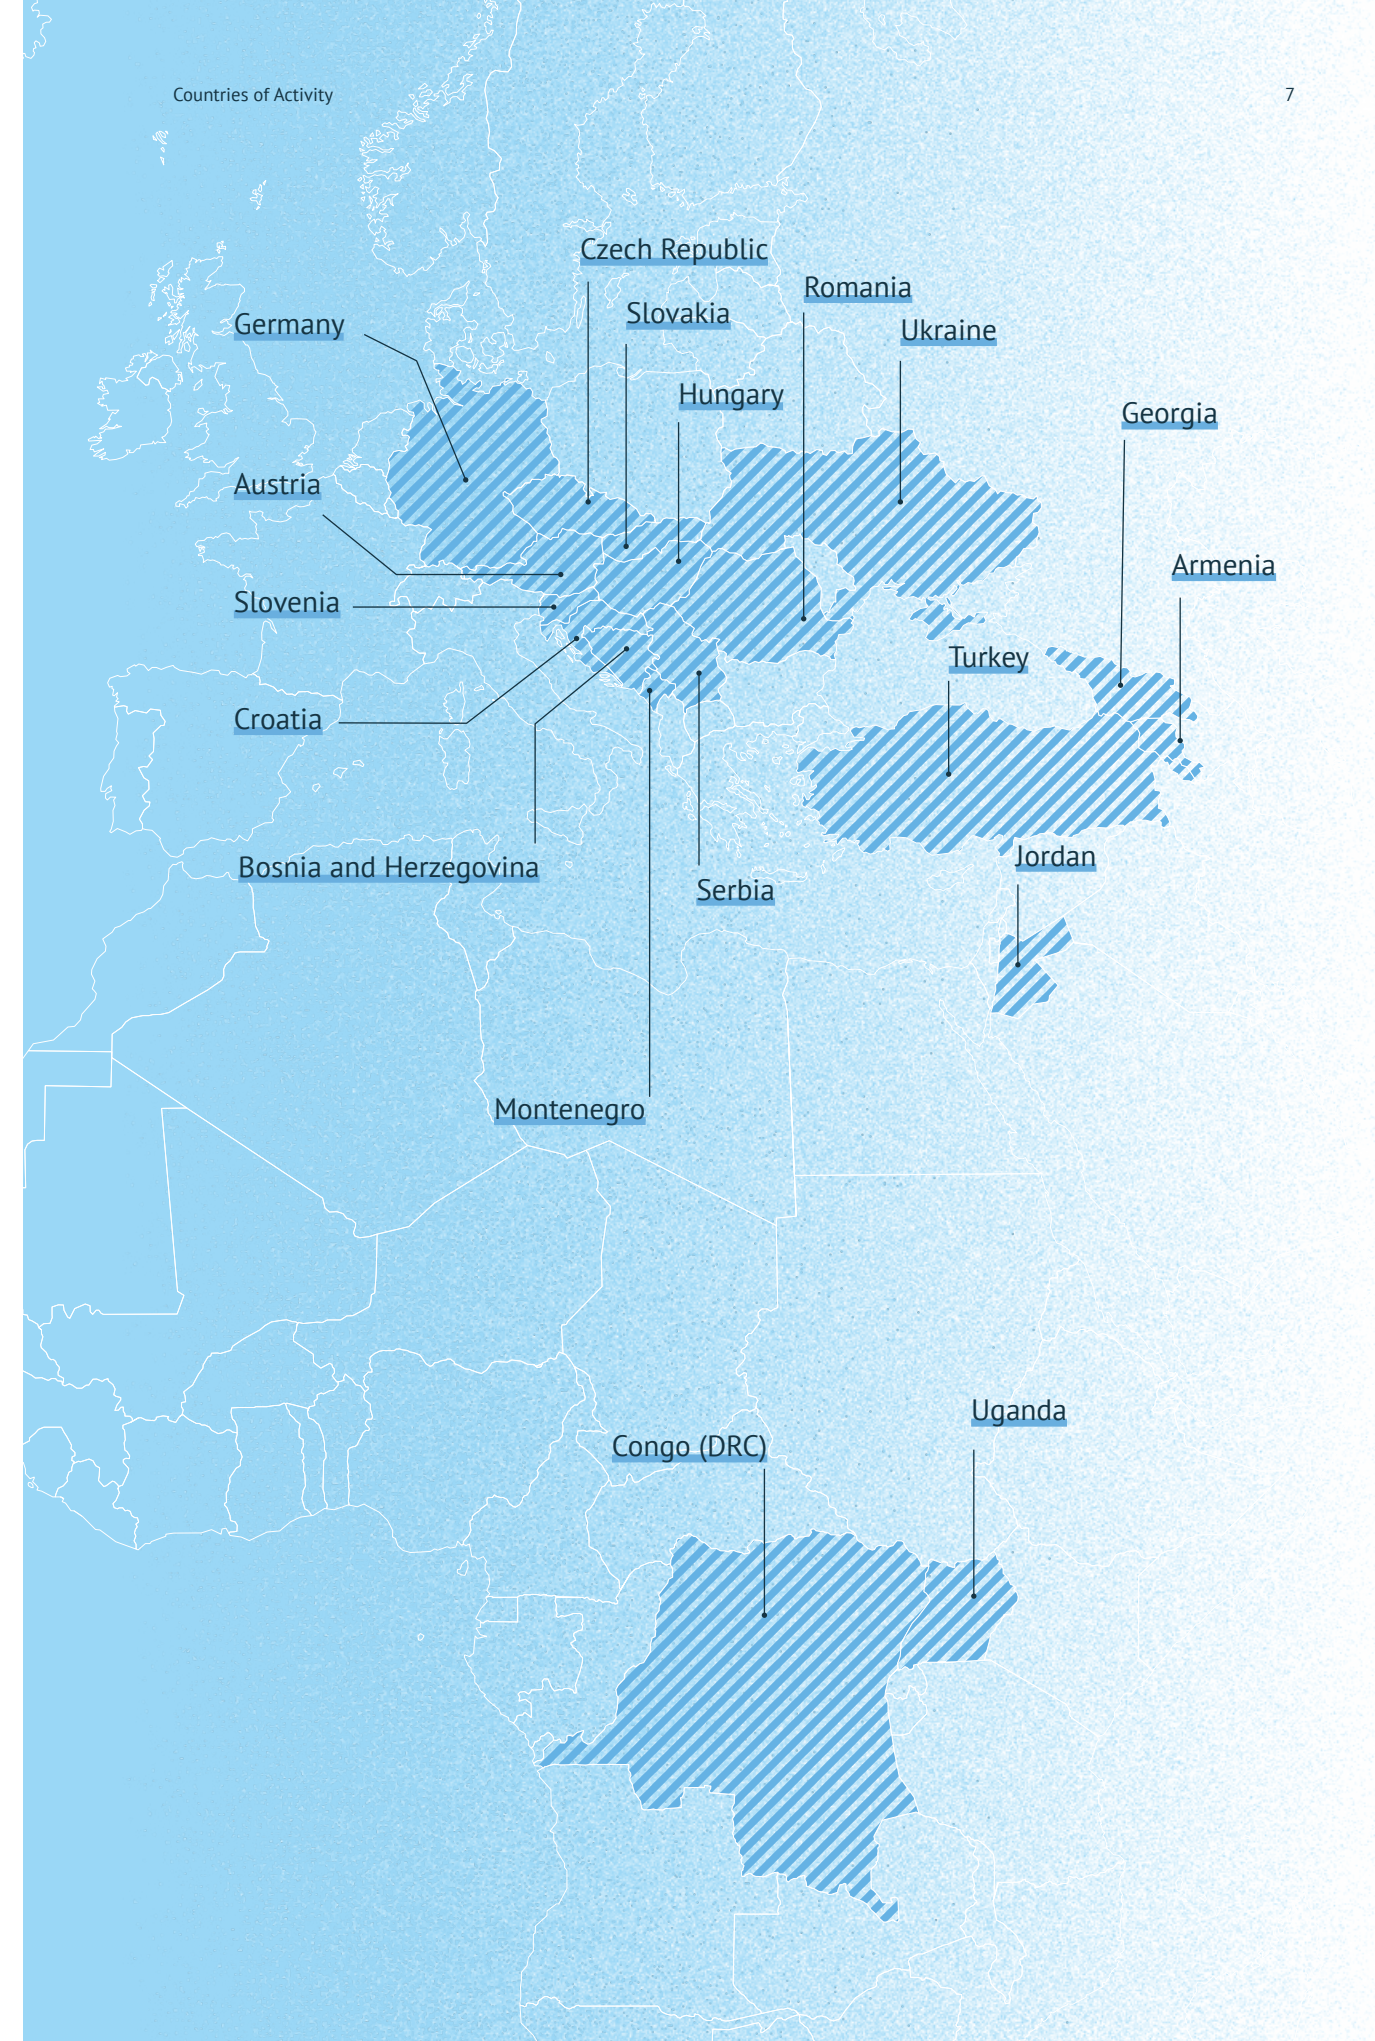 Countries of Activity
7
Czech Republic
Romania
Slovakia
Germany
Ukraine
Hungary
Georgia
Austria
Armenia
Slovenia
Turkey
Croatia
Jordan
Bosnia and Herzegovina
Serbia
Montenegro
Uganda
Congo (DRC)